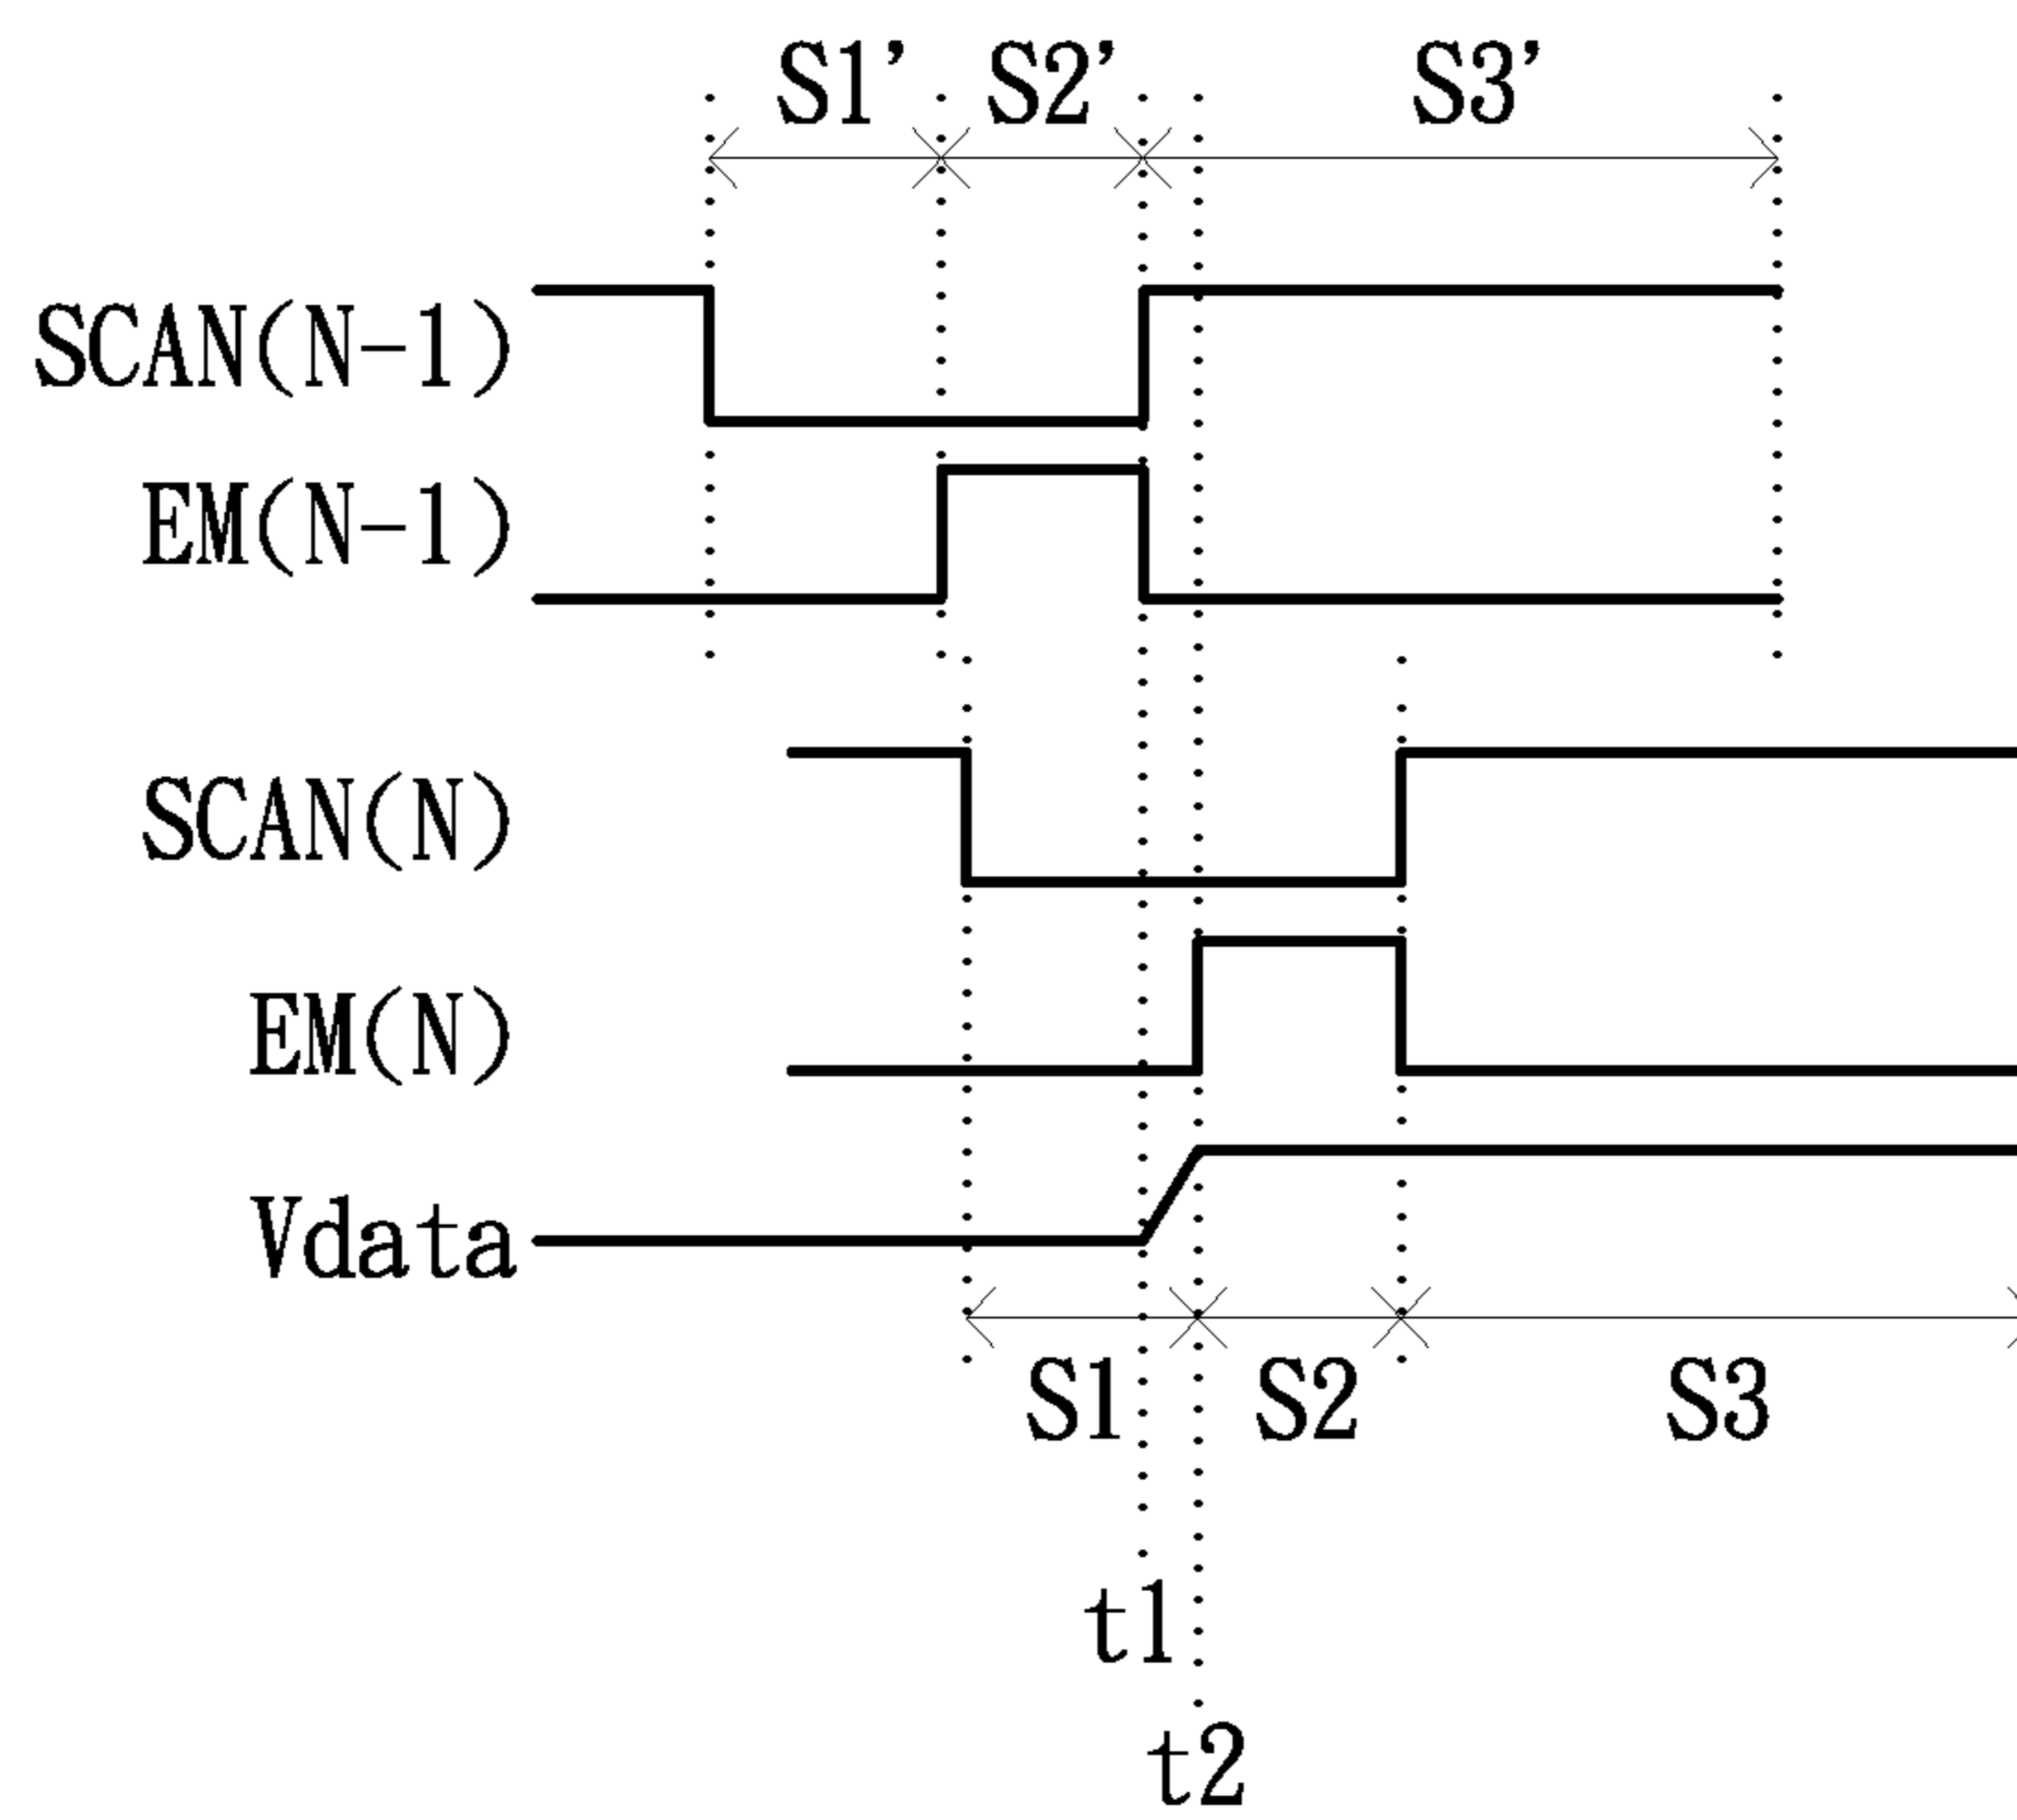 S1' S2' S3'
SCAN(N-1)
EM(N-1)
SCAN(N)
EM(N)
Vdata
S1 S2 S3
t1
t2